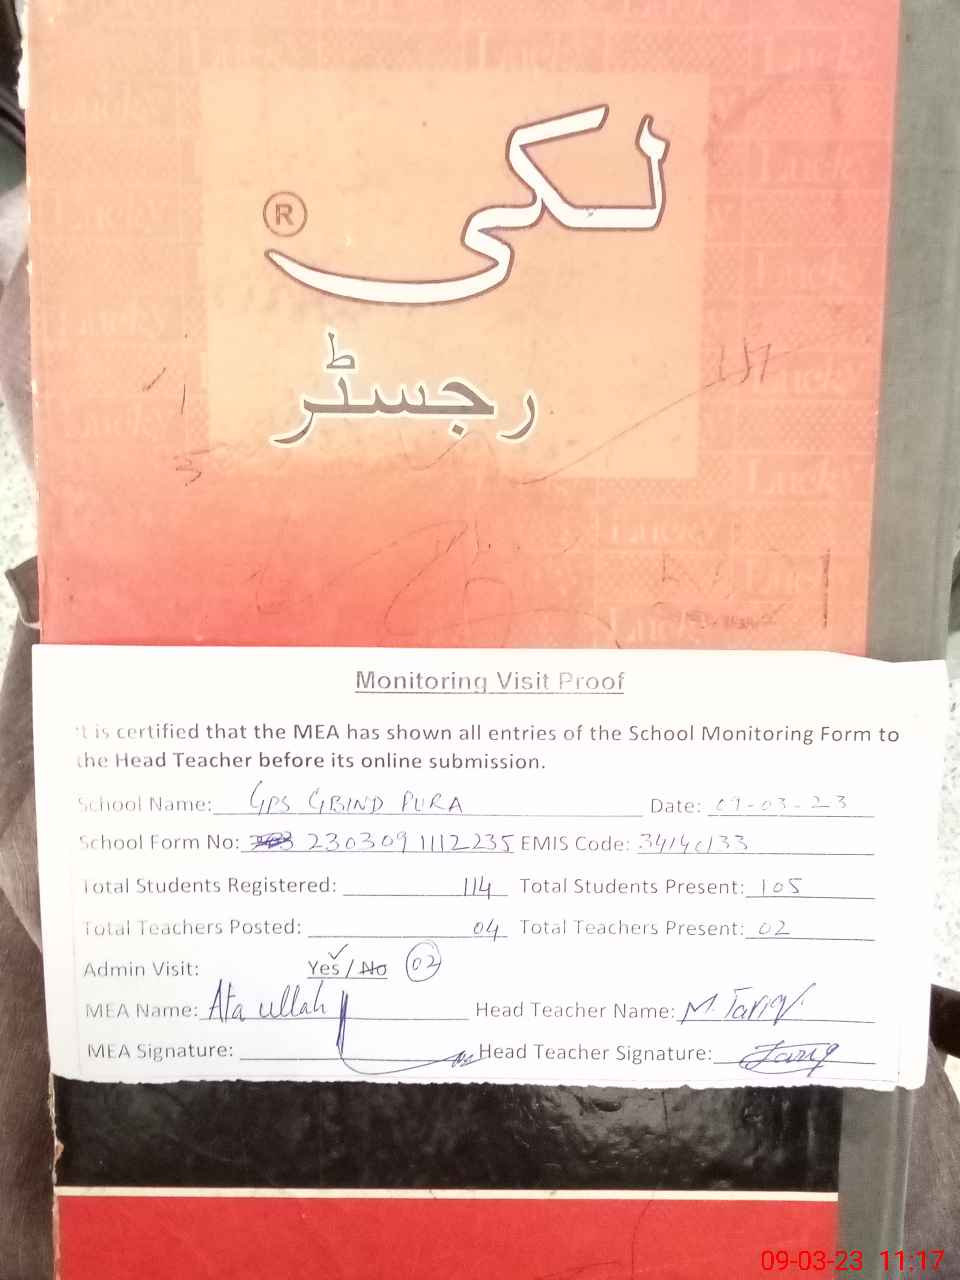 لکی
®
رجسٹر
Monitoring Visit Proof
It is certified that the MEA has shown all entries of the School Monitoring Form to
the Head Teacher before its online submission.
School Name: GPS GBIND PURA Date: 09-03-23
School Form No: 2303091112235 EMIS Code:
Total Students Registered: 114 Total Students Present: 105
Total Teachers Posted: 04 Total Teachers Present: 02
Admin Visit: Yes / No 02
MEA Name: Ata ullah Head Teacher Name: M. Tariq
MEA Signature: Head Teacher Signature: Tariq
09-03-23 11:17